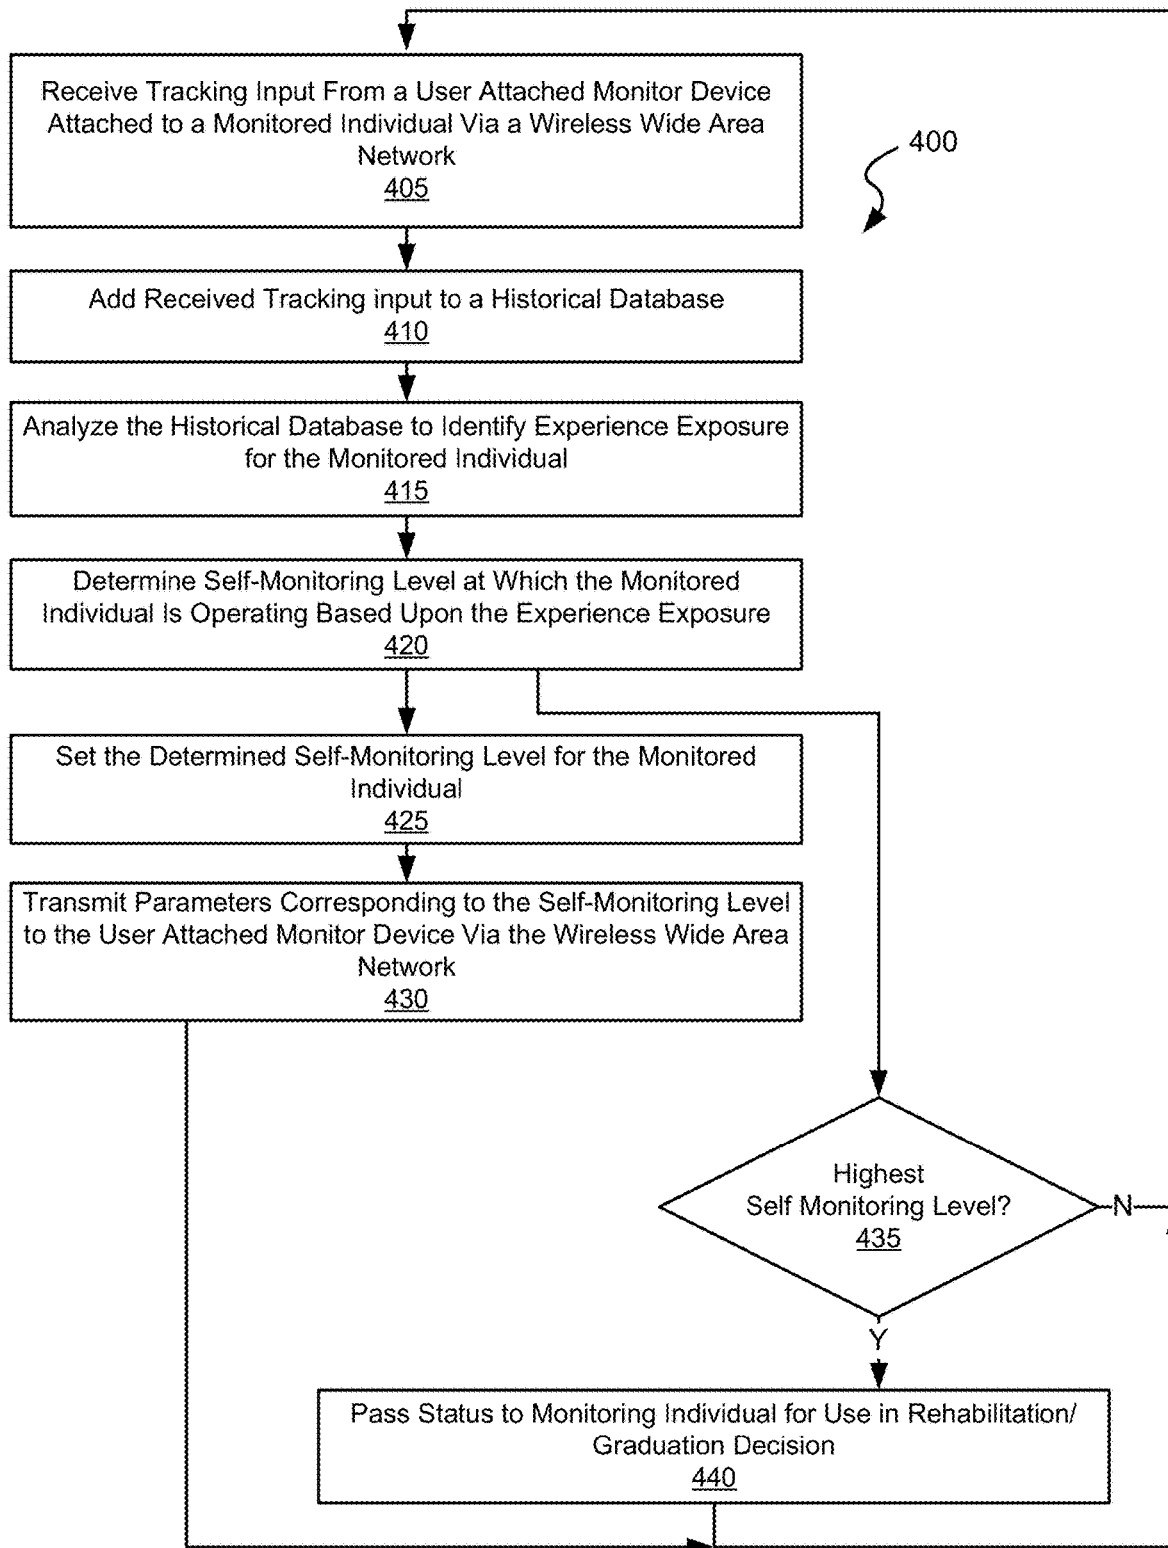 Receive Tracking Input From a User Attached Monitor Device
Attached to a Monitored Individual Via a Wireless Wide Area
Network
405
400
Add Received Tracking input to a Historical Database
410
Analyze the Historical Database to Identify Experience Exposure
for the Monitored Individual
415
Determine Self-Monitoring Level at Which the Monitored
Individual Is Operating Based Upon the Experience Exposure
420
Set the Determined Self-Monitoring Level for the Monitored
Individual
425
Transmit Parameters Corresponding to the Self-Monitoring Level
to the User Attached Monitor Device Via the Wireless Wide Area
Network
430
Highest
Self Monitoring Level?
435
N
Y
Pass Status to Monitoring Individual for Use in Rehabilitation/
Graduation Decision
440